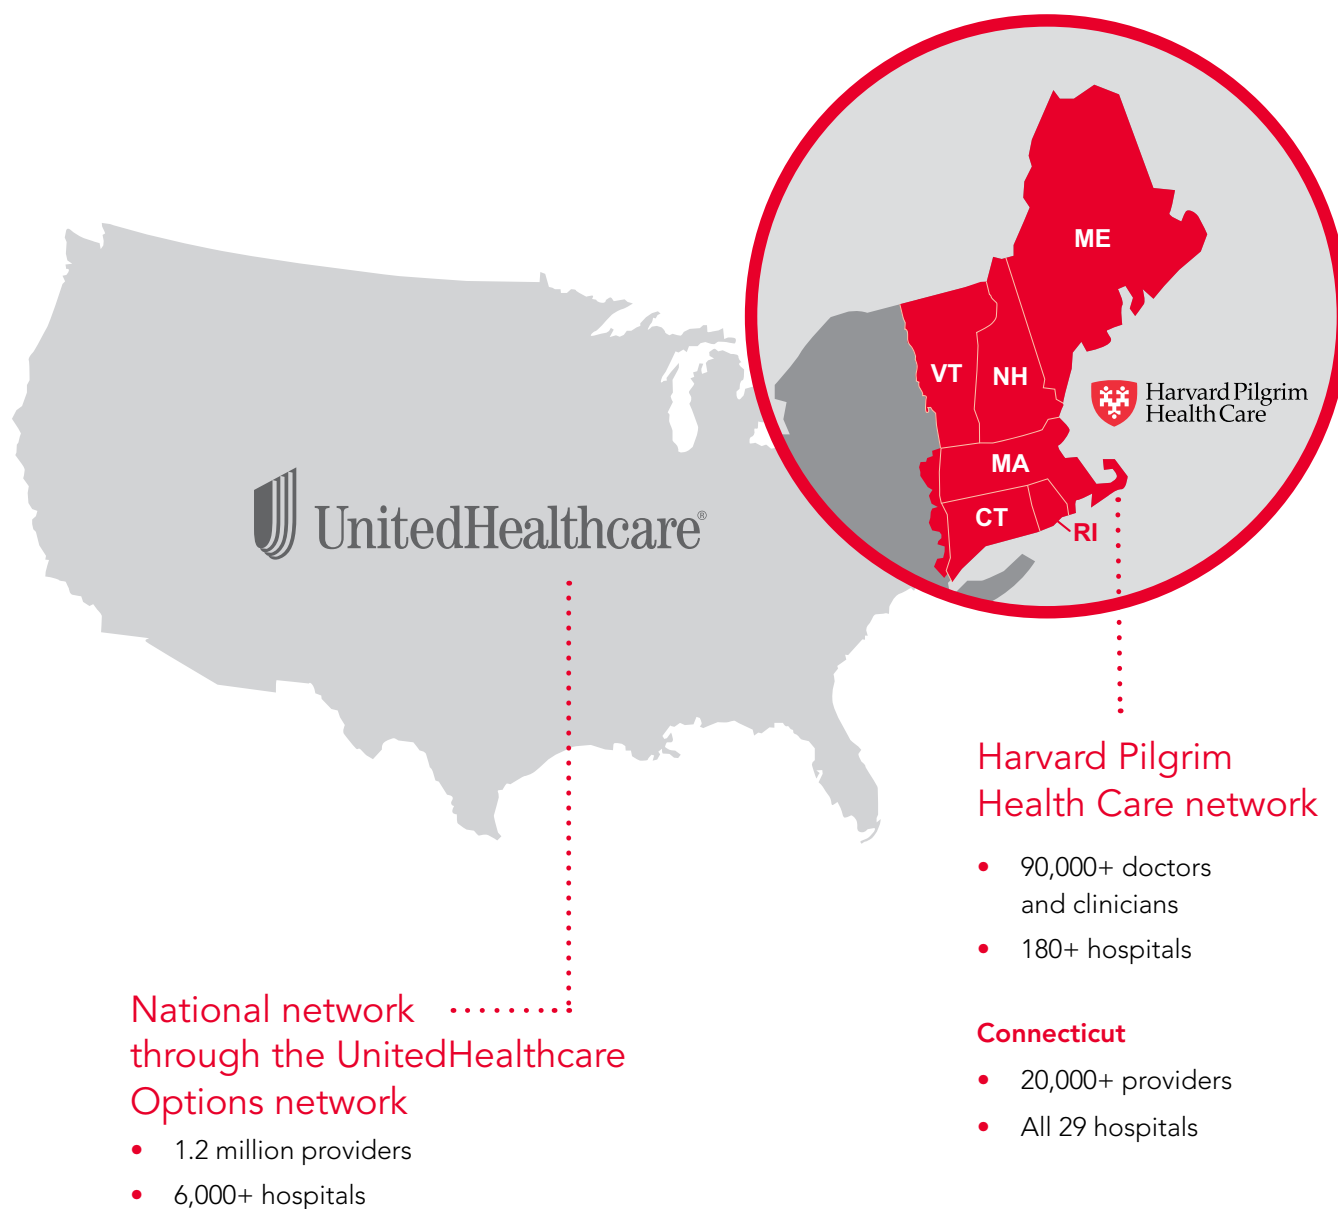 ME
VT
NH
Harvard Pilgrim
Health Care
MA
CT
RI
UnitedHealthcare®
Harvard Pilgrim
Health Care network
• 90,000+ doctors
and clinicians
• 180+ hospitals
Connecticut
• 20,000+ providers
• All 29 hospitals
National network
through the UnitedHealthcare
Options network
• 1.2 million providers
• 6,000+ hospitals